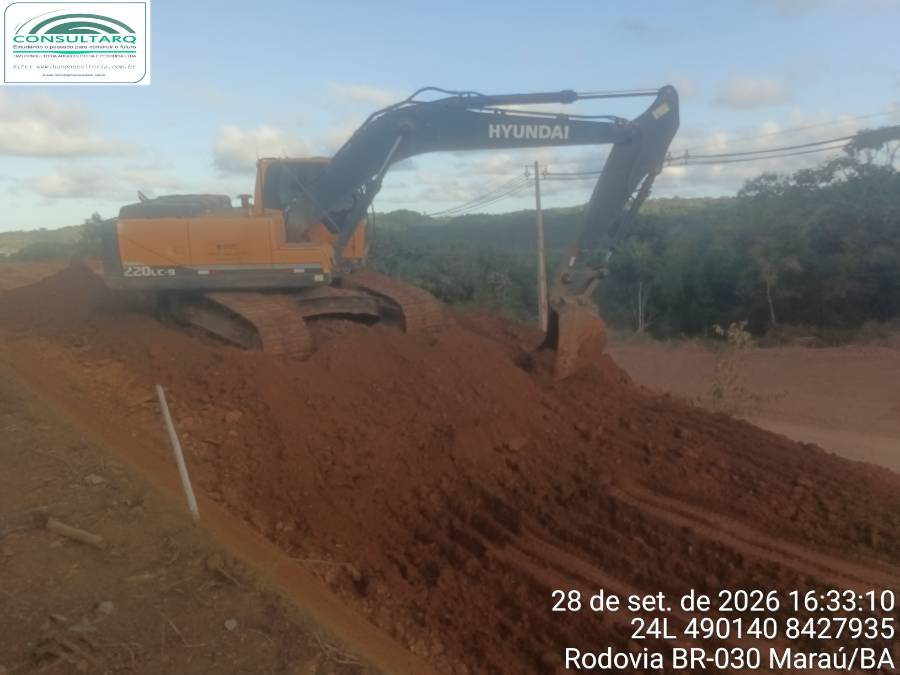 CONSULTARQ
Estudando o passado para construir o futuro
HYUNDAI
220LC-9
28 de set. de 2026 16:33:10
24L 490140 8427935
Rodovia BR-030 Maraú/BA